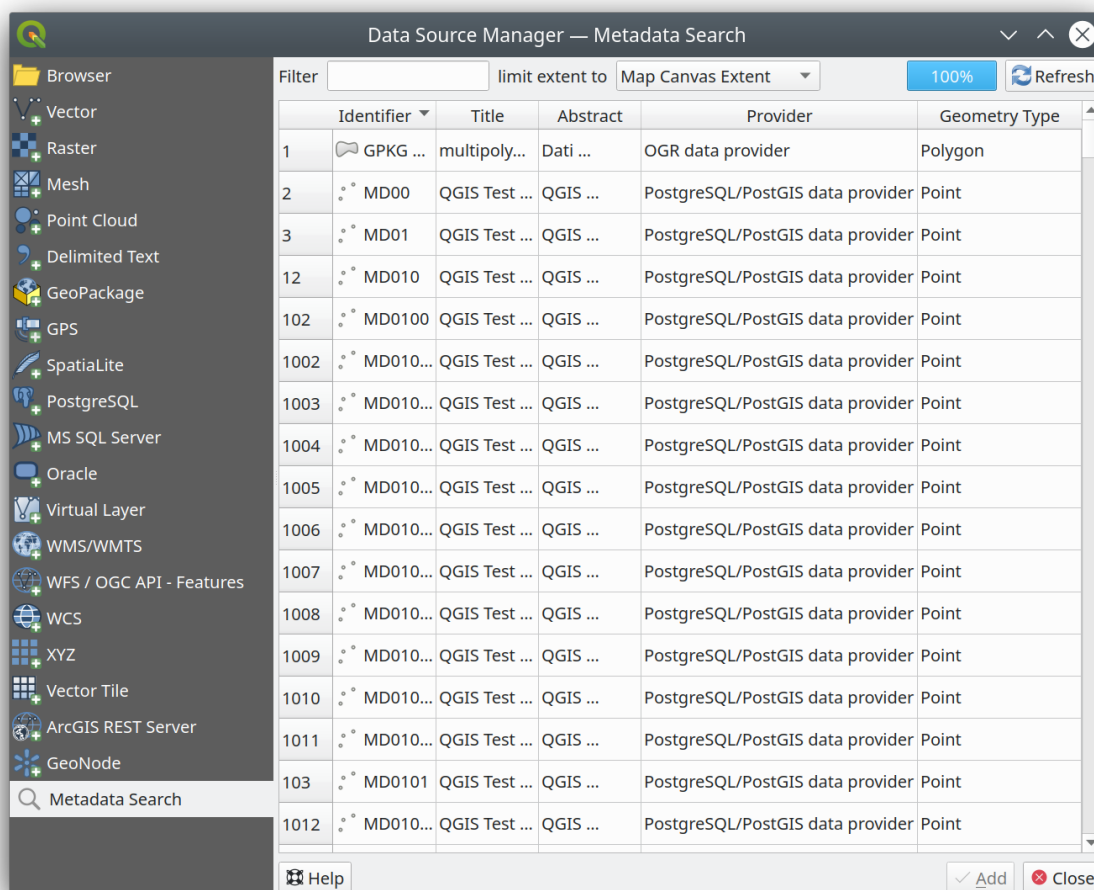 Data Source Manager — Metadata Search
Browser
Vector
Raster
Mesh
Point Cloud
Delimited Text
GeoPackage
GPS
SpatiaLite
PostgreSQL
MS SQL Server
Oracle
Virtual Layer
WMS/WMTS
WFS / OGC API - Features
WCS
XYZ
Vector Tile
ArcGIS REST Server
GeoNode
Metadata Search
Filter limit extent to Map Canvas Extent 100% Refresh
Identifier Title Abstract Provider Geometry Type
1 GPKG ... multipoly... Dati ... OGR data provider Polygon
2 MD00 QGIS Test ... QGIS ... PostgreSQL/PostGIS data provider Point
3 MD01 QGIS Test ... QGIS ... PostgreSQL/PostGIS data provider Point
12 MD010 QGIS Test ... QGIS ... PostgreSQL/PostGIS data provider Point
102 MD0100 QGIS Test ... QGIS ... PostgreSQL/PostGIS data provider Point
1002 MD010... QGIS Test ... QGIS ... PostgreSQL/PostGIS data provider Point
1003 MD010... QGIS Test ... QGIS ... PostgreSQL/PostGIS data provider Point
1004 MD010... QGIS Test ... QGIS ... PostgreSQL/PostGIS data provider Point
1005 MD010... QGIS Test ... QGIS ... PostgreSQL/PostGIS data provider Point
1006 MD010... QGIS Test ... QGIS ... PostgreSQL/PostGIS data provider Point
1007 MD010... QGIS Test ... QGIS ... PostgreSQL/PostGIS data provider Point
1008 MD010... QGIS Test ... QGIS ... PostgreSQL/PostGIS data provider Point
1009 MD010... QGIS Test ... QGIS ... PostgreSQL/PostGIS data provider Point
1010 MD010... QGIS Test ... QGIS ... PostgreSQL/PostGIS data provider Point
1011 MD010... QGIS Test ... QGIS ... PostgreSQL/PostGIS data provider Point
103 MD0101 QGIS Test ... QGIS ... PostgreSQL/PostGIS data provider Point
1012 MD010... QGIS Test ... QGIS ... PostgreSQL/PostGIS data provider Point
Help Add Close